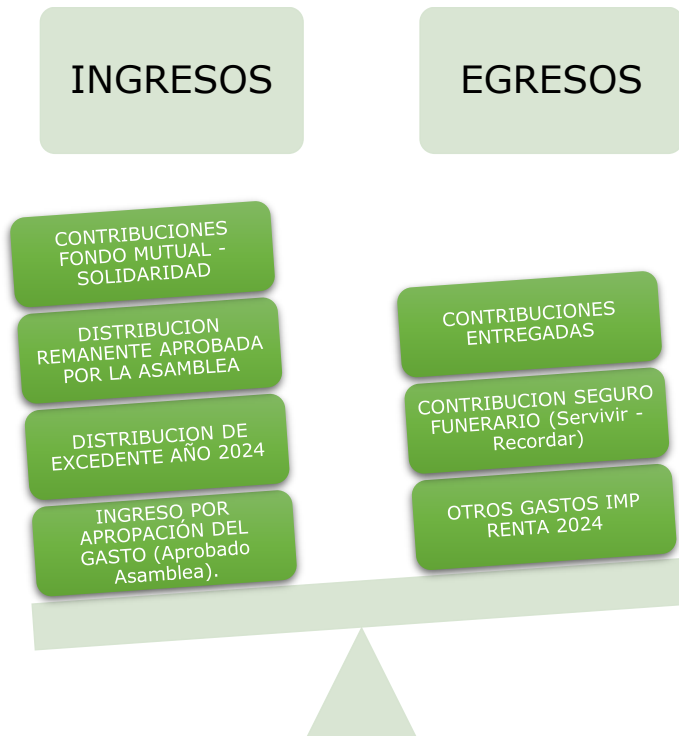 INGRESOS
EGRESOS
CONTRIBUCIONES
FONDO MUTUAL -
SOLIDARIDAD
DISTRIBUCION
REMANENTE APROBADA
POR LA ASAMBLEA
DISTRIBUCION DE
EXCEDENTE AÑO 2024
INGRESO POR
APROPACIÓN DEL
GASTO (Aprobado
Asamblea).
CONTRIBUCIONES
ENTREGADAS
CONTRIBUCION SEGURO
FUNERARIO (Servivir -
Recordar)
OTROS GASTOS IMP
RENTA 2024